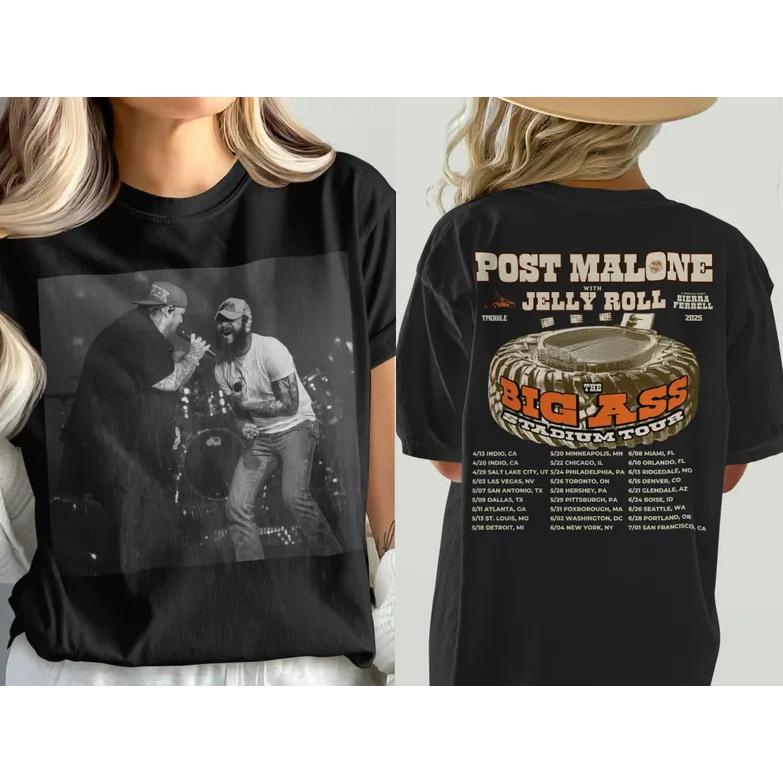 POST MALONE
WITH
JELLY ROLL
SIERRA
FERRELL
TMOBILE
2025
THE
BIG ASS
STADIUM TOUR
4/13 INDIO, CA
4/20 INDIO, CA
4/29 SALT LAKE CITY, UT
5/03 LAS VEGAS, NV
5/07 SAN ANTONIO, TX
5/09 DALLAS, TX
5/11 ATLANTA, GA
5/13 ST. LOUIS, MO
5/18 DETROIT, MI
5/20 MINNEAPOLIS, MN
5/22 CHICAGO, IL
5/24 PHILADELPHIA, PA
5/26 TORONTO, ON
5/28 HERSHEY, PA
5/29 PITTSBURGH, PA
5/31 FOXBOROUGH, MA
6/02 WASHINGTON, DC
6/04 NEW YORK, NY
6/08 MIAMI, FL
6/10 ORLANDO, FL
6/13 RIDGEDALE, MO
6/15 DENVER, CO
6/21 GLENDALE, AZ
6/24 BOISE, ID
6/26 SEATTLE, WA
6/28 PORTLAND, OR
7/01 SAN FRANCISCO, CA